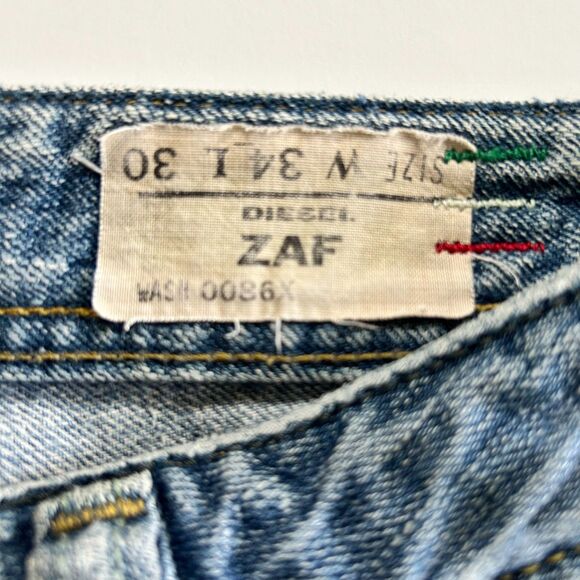 SIZE W 34 L 30
DIESEL
ZAF
WASH 0086X